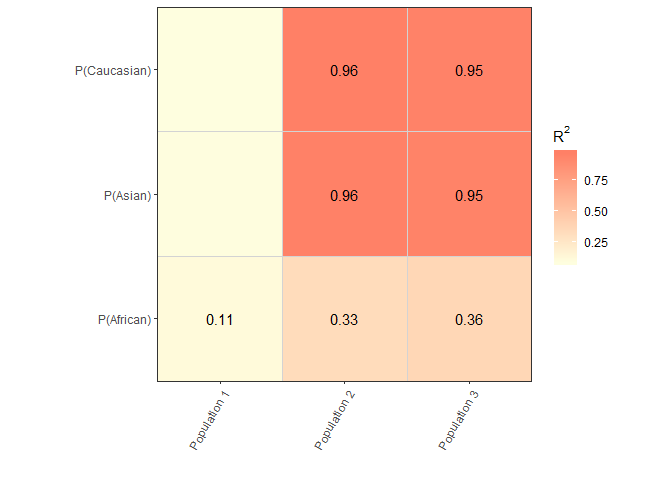 P(Caucasian)
0.96
0.95
P(Asian)
0.96
0.95
P(African)
0.11
0.33
0.36
Population 1
Population 2
Population 3
R²
0.75
0.50
0.25